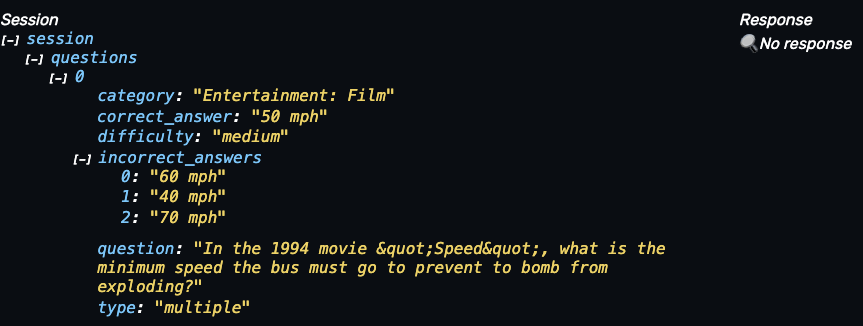 Session
[-] session
[-] questions
[-] 0
category: "Entertainment: Film"
correct_answer: "50 mph"
difficulty: "medium"
[-] incorrect_answers
0: "60 mph"
1: "40 mph"
2: "70 mph"
question: "In the 1994 movie &quot;Speed&quot;, what is the
minimum speed the bus must go to prevent to bomb from
exploding?"
type: "multiple"
Response
No response